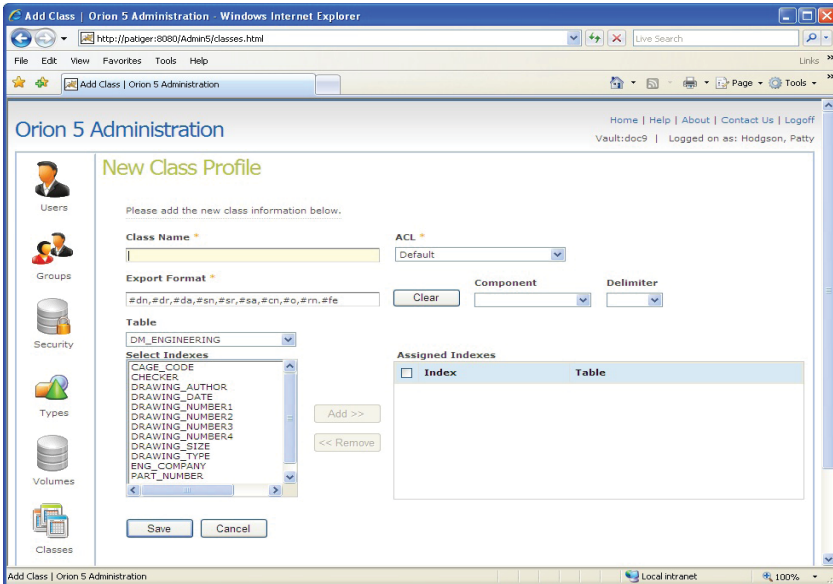 Add Class | Orion 5 Administration - Windows Internet Explorer
http://patiger:8080/Admin5/classes.html
Live Search
File Edit View Favorites Tools Help
Links »
Add Class | Orion 5 Administration
Page Tools »
Orion 5 Administration
Home | Help | About | Contact Us | Logoff
Vault:doc9 | Logged on as: Hodgson, Patty
Users
Groups
Security
Types
Volumes
Classes
New Class Profile
Please add the new class information below.
Class Name *
ACL *
Default
Export Format *
Component
Delimiter
#dn,#dr,#da,#sn,#sr,#sa,#cn,#o,#rn.#fe
Clear
Table
DM_ENGINEERING
Select Indexes
CAGE_CODE
CHECKER
DRAWING_AUTHOR
DRAWING_DATE
DRAWING_NUMBER1
DRAWING_NUMBER2
DRAWING_NUMBER3
DRAWING_NUMBER4
DRAWING_SIZE
DRAWING_TYPE
ENG_COMPANY
PART_NUMBER
Add >>
<< Remove
Assigned Indexes
Index Table
Save Cancel
Add Class | Orion 5 Administration
Local intranet
100%